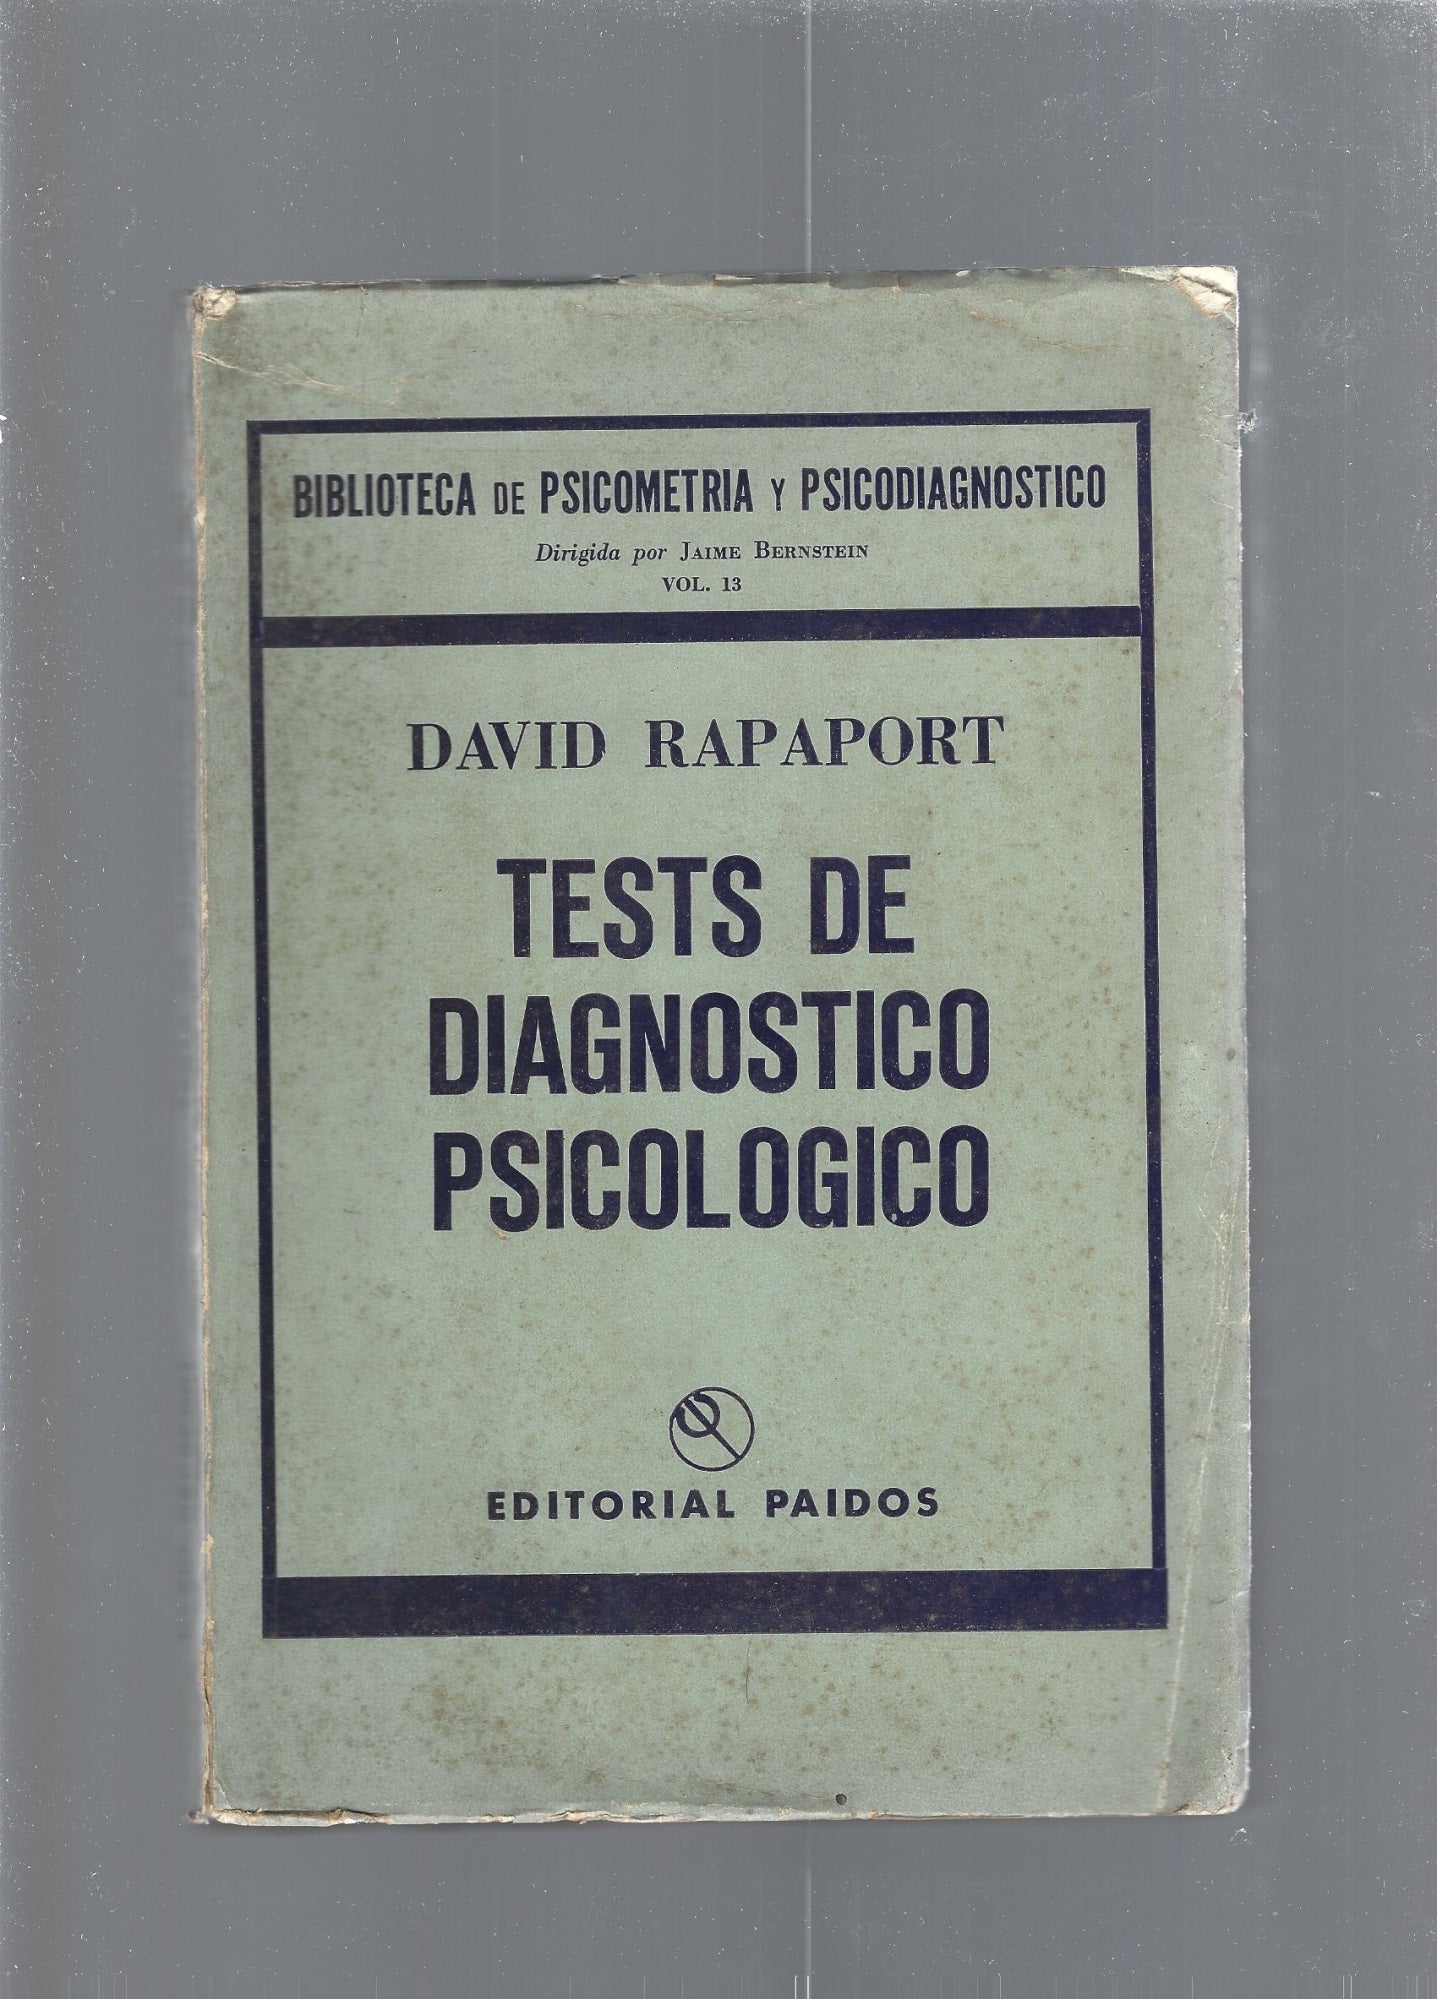 BIBLIOTECA DE PSICOMETRIA Y PSICODIAGNOSTICO
Dirigida por JAIME BERNSTEIN
VOL. 13
DAVID RAPAPORT
TESTS DE
DIAGNOSTICO
PSICOLOGICO
EDITORIAL PAIDOS